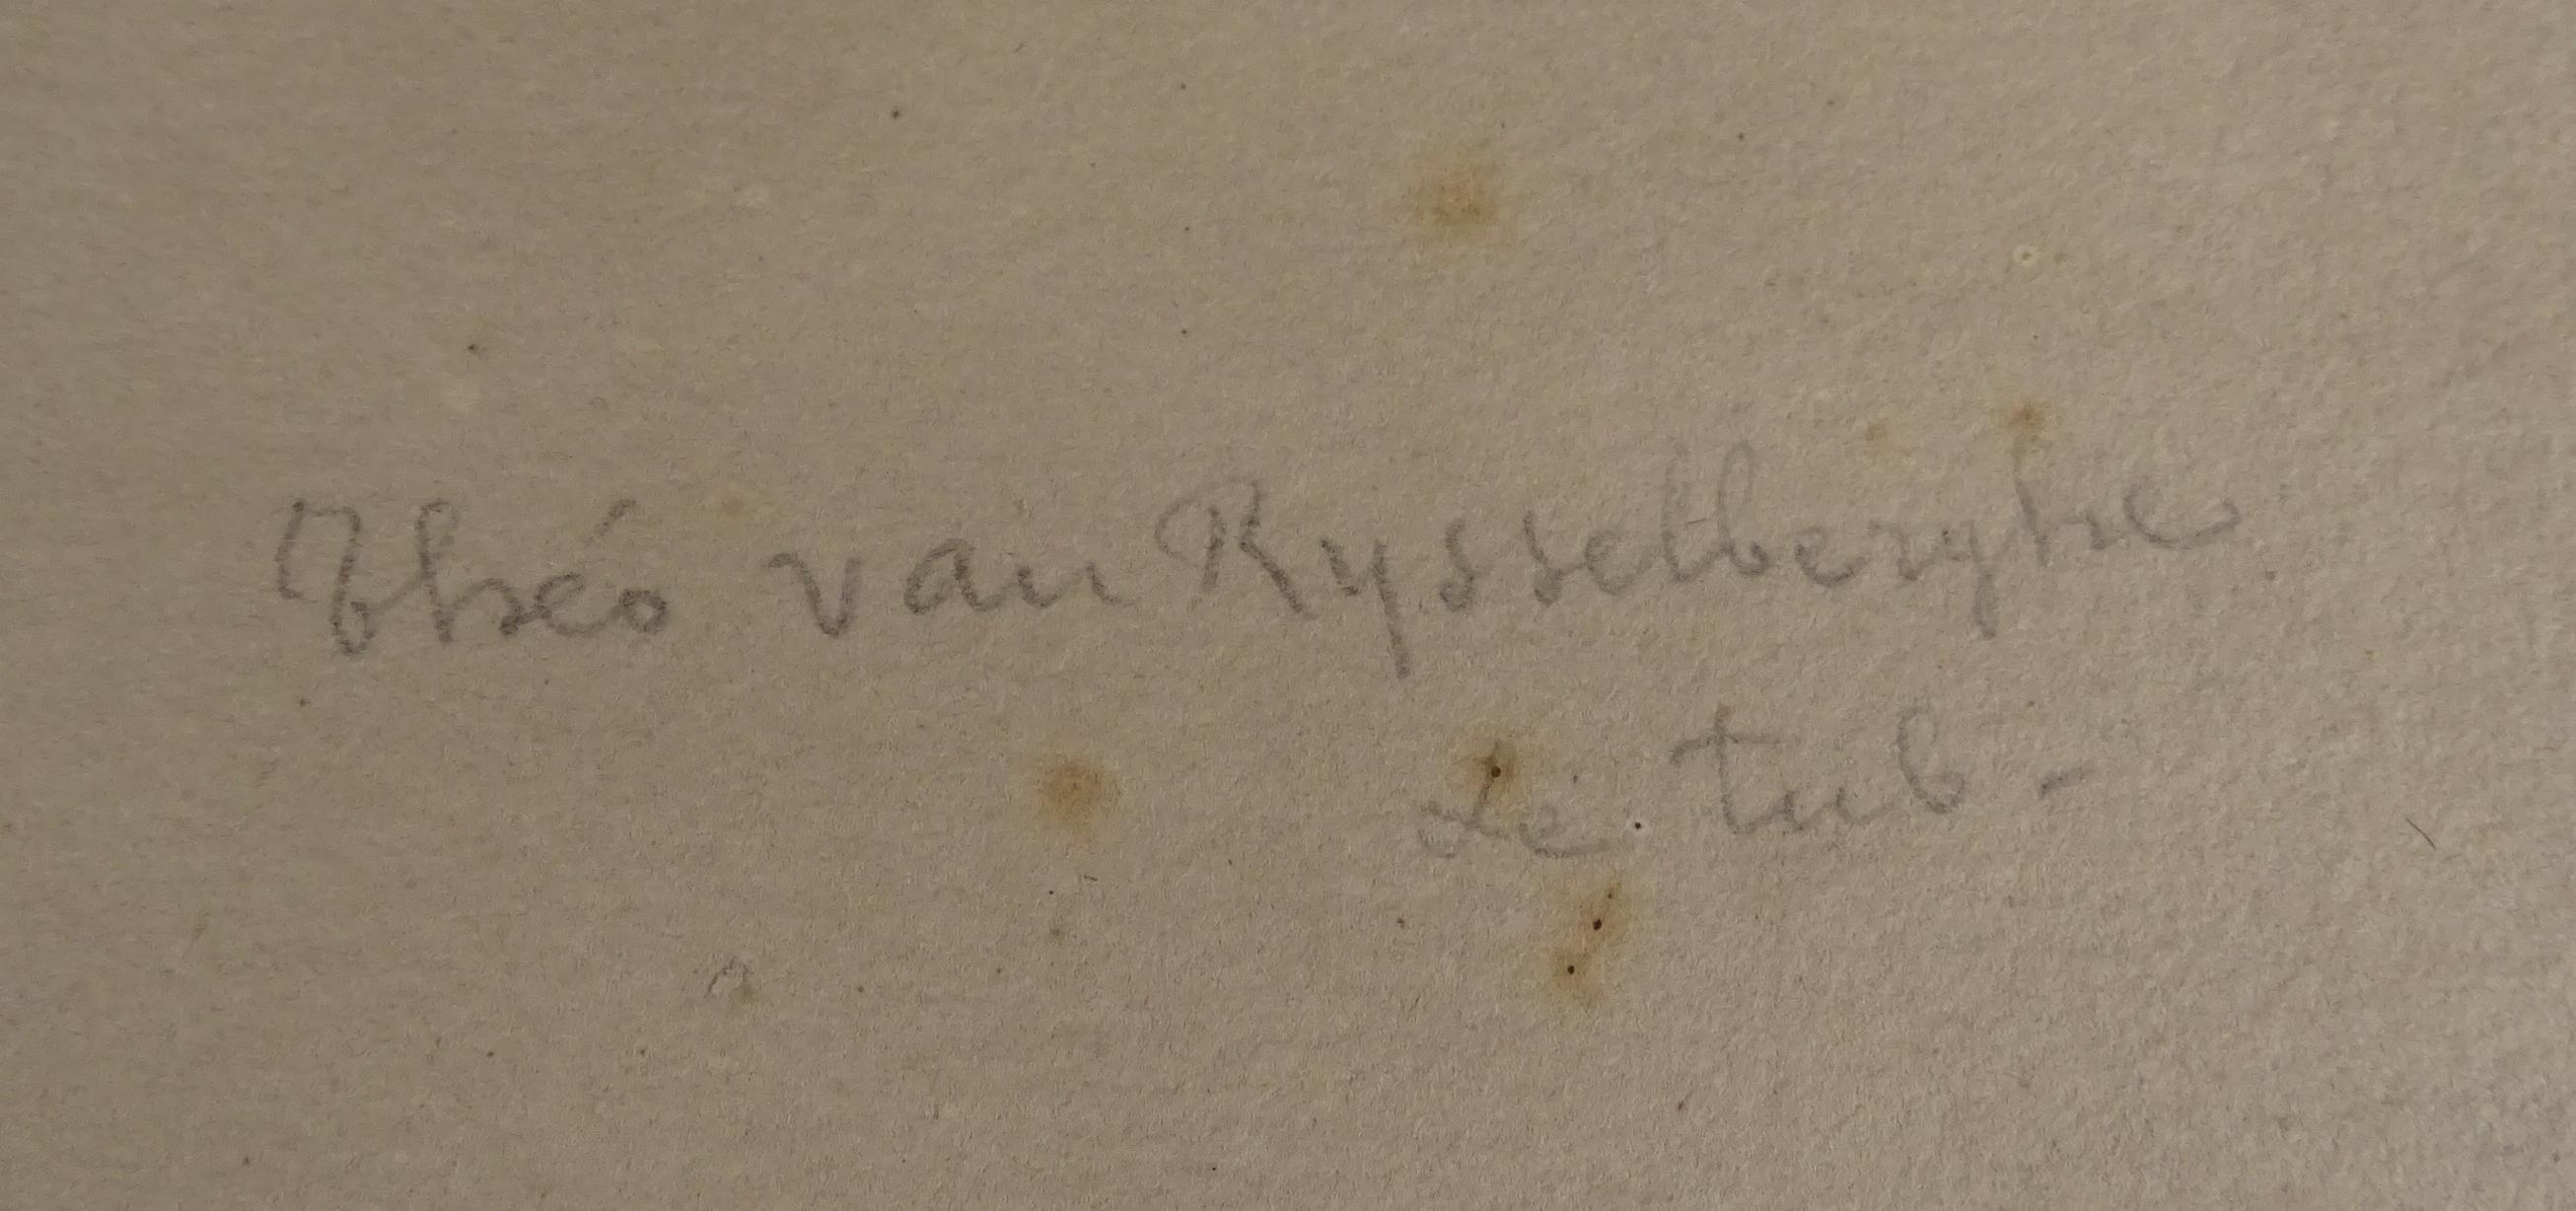 Théo van Rysselberghe
Le tub -